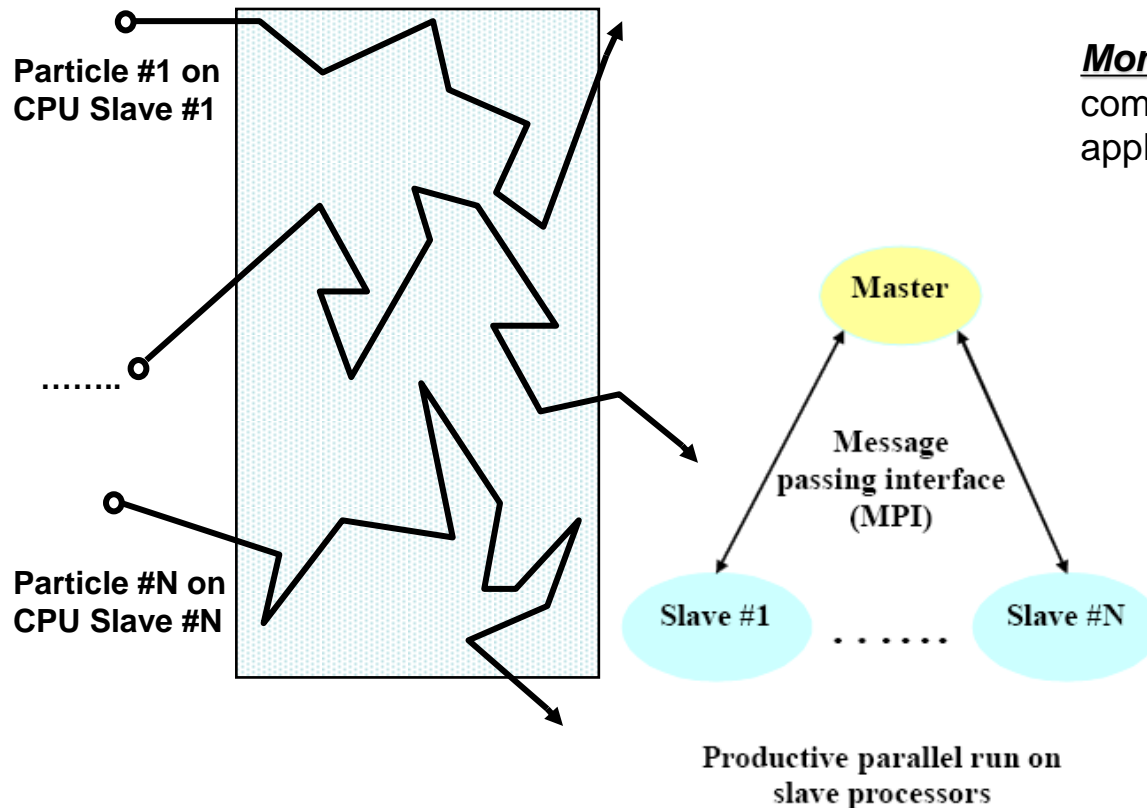 Particle #1 on
CPU Slave #1
……..
Particle #N on
CPU Slave #N
Master
Message
passing interface
(MPI)
Slave #1
. . . . . .
Slave #N
Productive parallel run on
slave processors